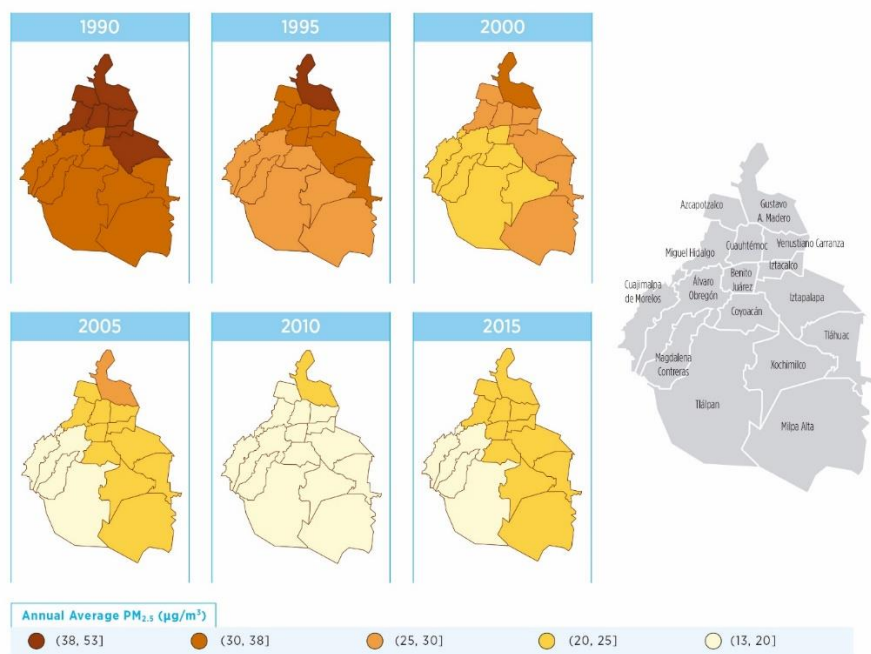 1990
1995
2000
Azcapotzalco
Gustavo
A. Madero
Miguel Hidalgo
Cuauhtémoc
Venustiano Carranza
Iztacalco
Cuajimalpa
de Morelos
Álvaro
Obregón
Benito
Juárez
Iztapalapa
Coyoacán
Tláhuac
Magdalena
Contreras
Xochimilco
Tlálpan
Milpa Alta
2005
2010
2015
Annual Average PM2.5 (µg/m³)
(38, 53]
(30, 38]
(25, 30]
(20, 25]
(13, 20]